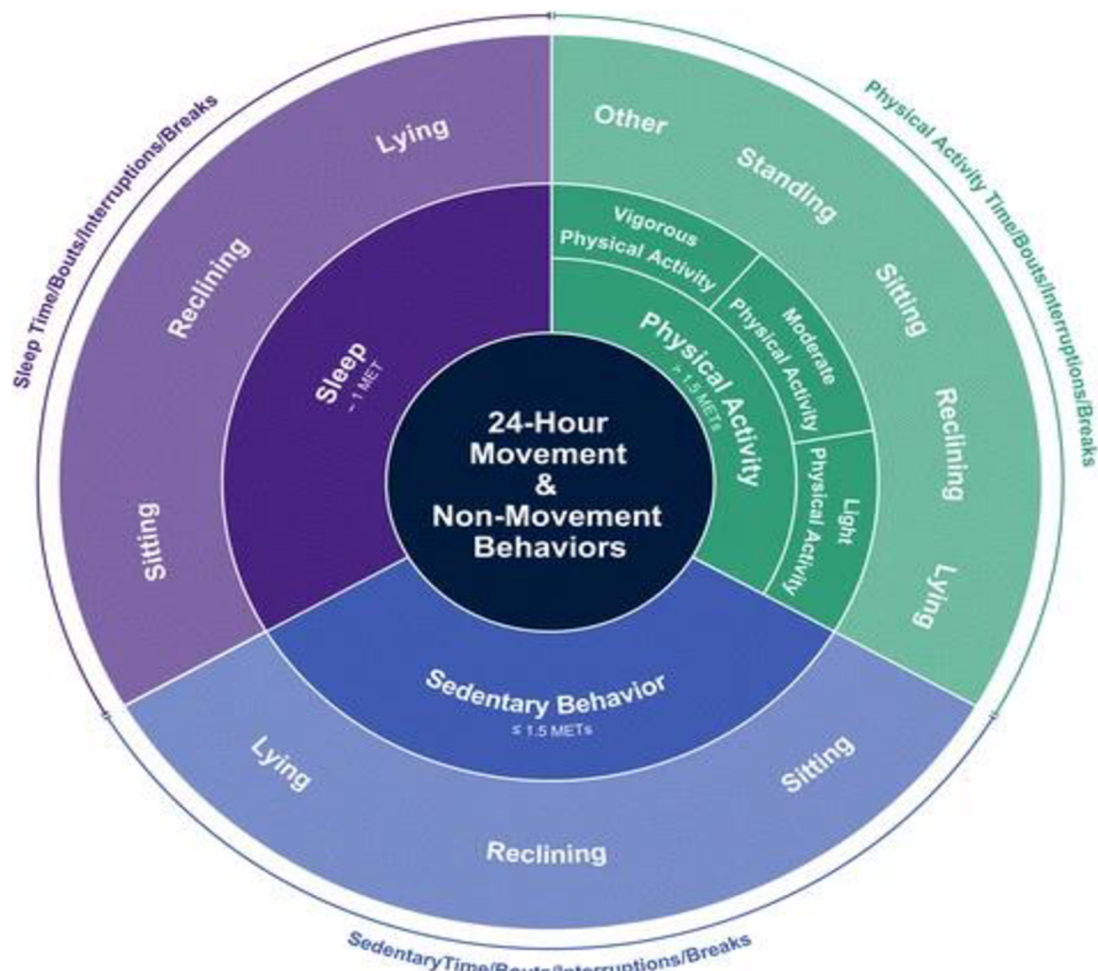 24-Hour
Movement
&
Non-Movement
Behaviors
Sleep
~ 1 MET
Lying
Reclining
Sitting
Sleep Time/Bouts/Interruptions/Breaks
Physical Activity
> 1.5 METs
Vigorous
Physical Activity
Moderate
Physical Activity
Light
Physical Activity
Other
Standing
Sitting
Reclining
Lying
Physical Activity Time/Bouts/Interruptions/Breaks
Sedentary Behavior
≤ 1.5 METs
Lying
Reclining
Sitting
SedentaryTime/Bouts/Interruptions/Breaks